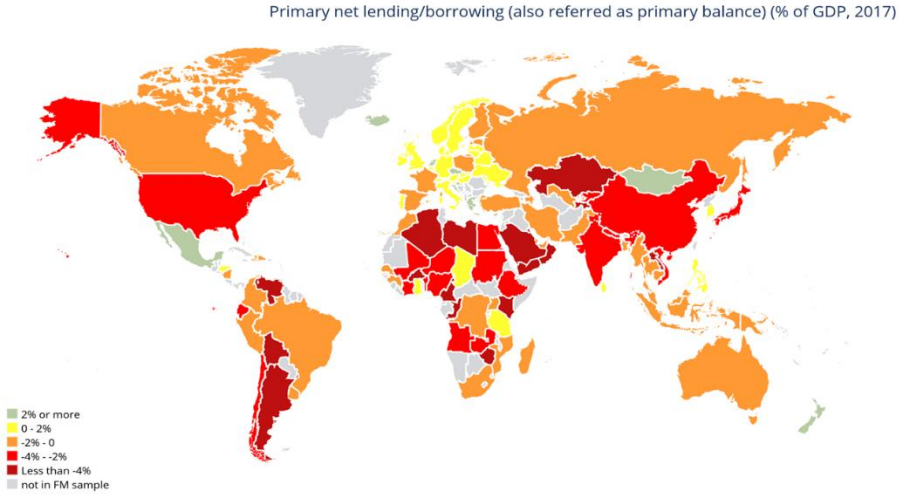 Primary net lending/borrowing (also referred as primary balance) (% of GDP, 2017)
2% or more
0 - 2%
-2% - 0
-4% - -2%
Less than -4%
not in FM sample